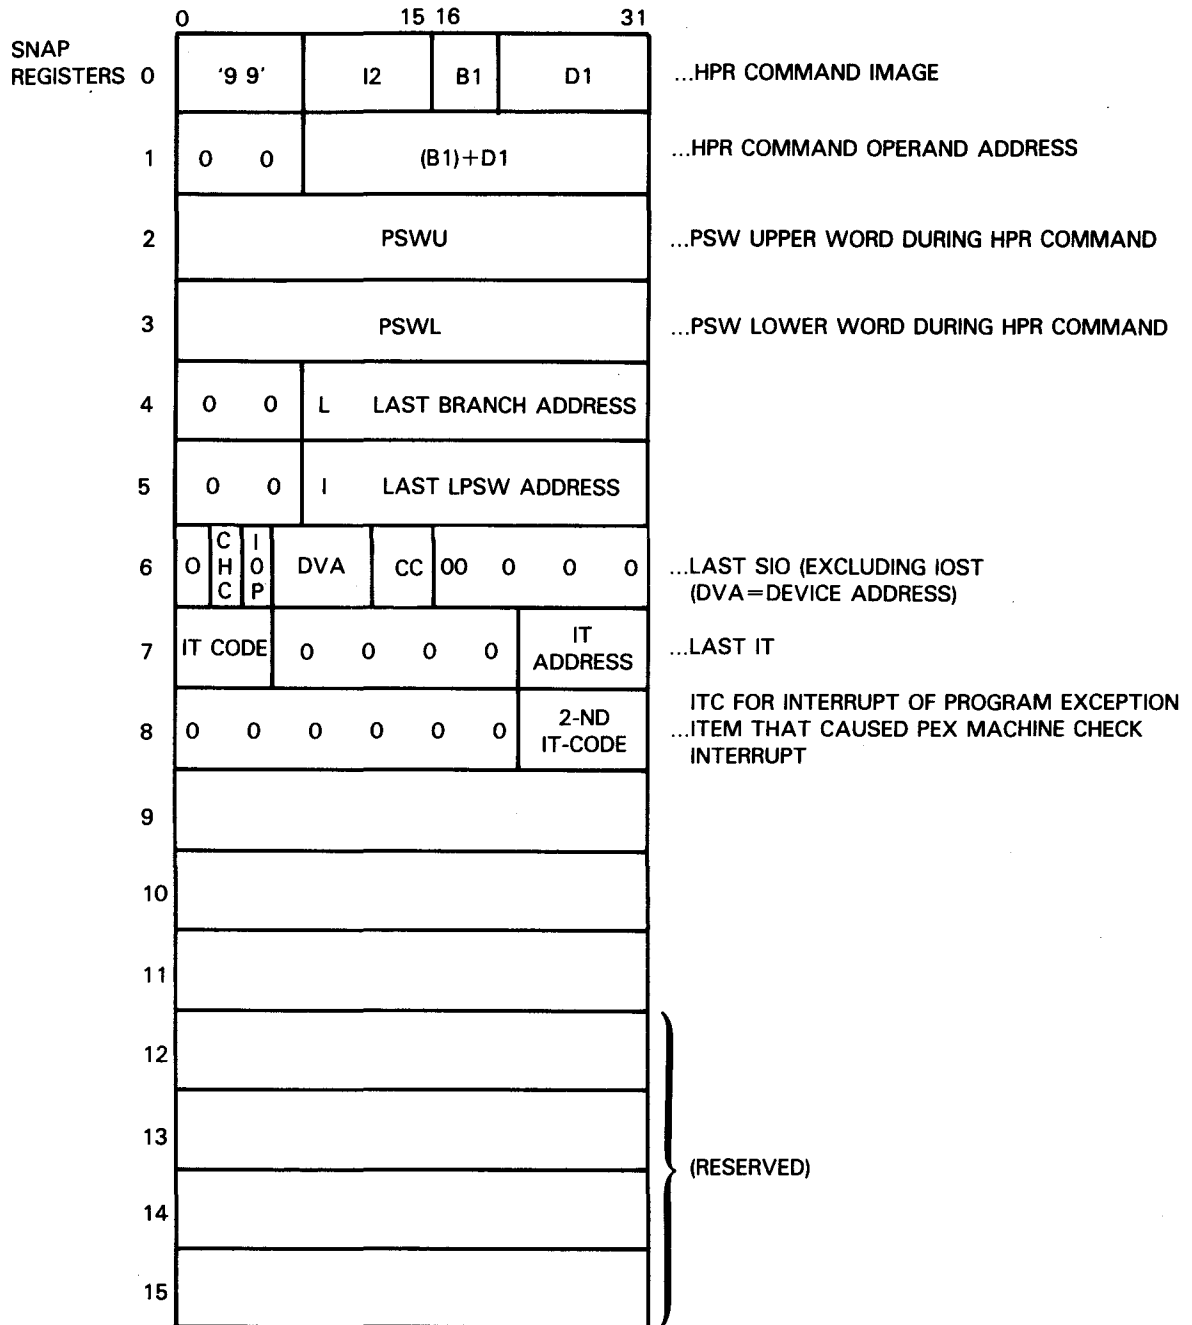 0 15 16 31
SNAP
REGISTERS 0 '9 9' I2 B1 D1 ...HPR COMMAND IMAGE
1 0 0 (B1)+D1 ...HPR COMMAND OPERAND ADDRESS
2 PSWU ...PSW UPPER WORD DURING HPR COMMAND
3 PSWL ...PSW LOWER WORD DURING HPR COMMAND
4 0 0 L LAST BRANCH ADDRESS
5 0 0 I LAST LPSW ADDRESS
6 0 CHC IOP DVA CC 00 0 0 0 ...LAST SIO (EXCLUDING IOST
(DVA=DEVICE ADDRESS)
7 IT CODE 0 0 0 0 IT ADDRESS ...LAST IT
8 0 0 0 0 0 0 2-ND IT-CODE
ITC FOR INTERRUPT OF PROGRAM EXCEPTION
...ITEM THAT CAUSED PEX MACHINE CHECK
INTERRUPT
9
10
11
12
13
(RESERVED)
14
15